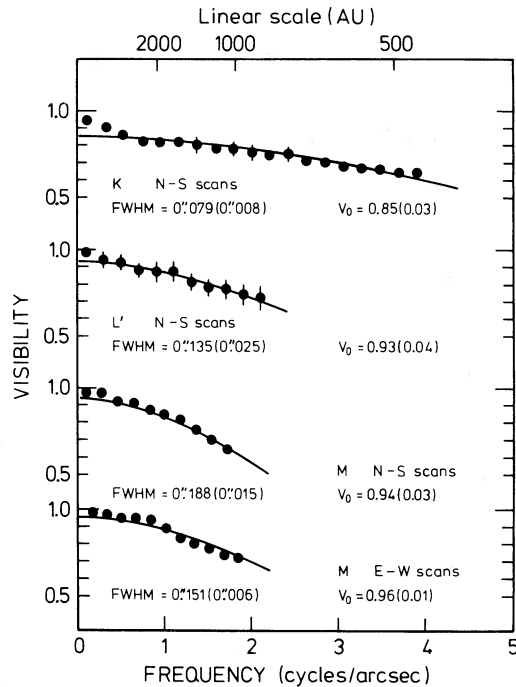 Linear scale (AU)
2000 1000 500
1.0
0.5
K N-S scans
FWHM = 0".079(0".008) V₀ = 0.85(0.03)
1.0
0.5
L' N-S scans
FWHM = 0".135(0".025) V₀ = 0.93(0.04)
1.0
0.5
M N-S scans
FWHM = 0".188(0".015) V₀ = 0.94(0.03)
1.0
0.5
M E-W scans
FWHM = 0".151(0".006) V₀ = 0.96(0.01)
VISIBILITY
0 1 2 3 4 5
FREQUENCY (cycles/arcsec)